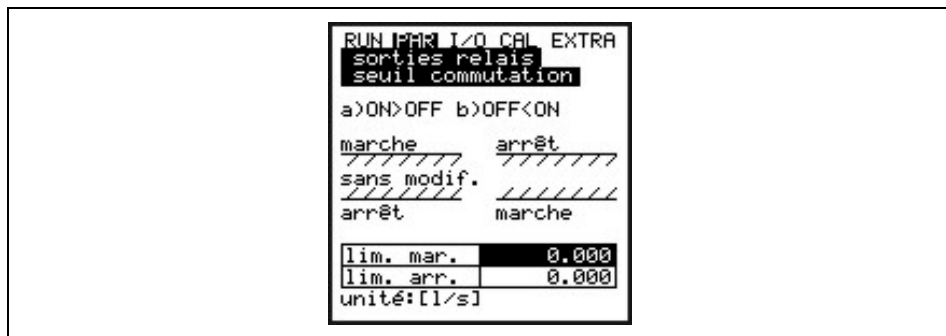 RUN PAR I/O CAL EXTRA
sorties relais
seuil commutation
a)ON>OFF b)OFF<ON
marche arrêt
sans modif.
arrêt marche
lim. mar. 0.000
lim. arr. 0.000
unité:[l/s]